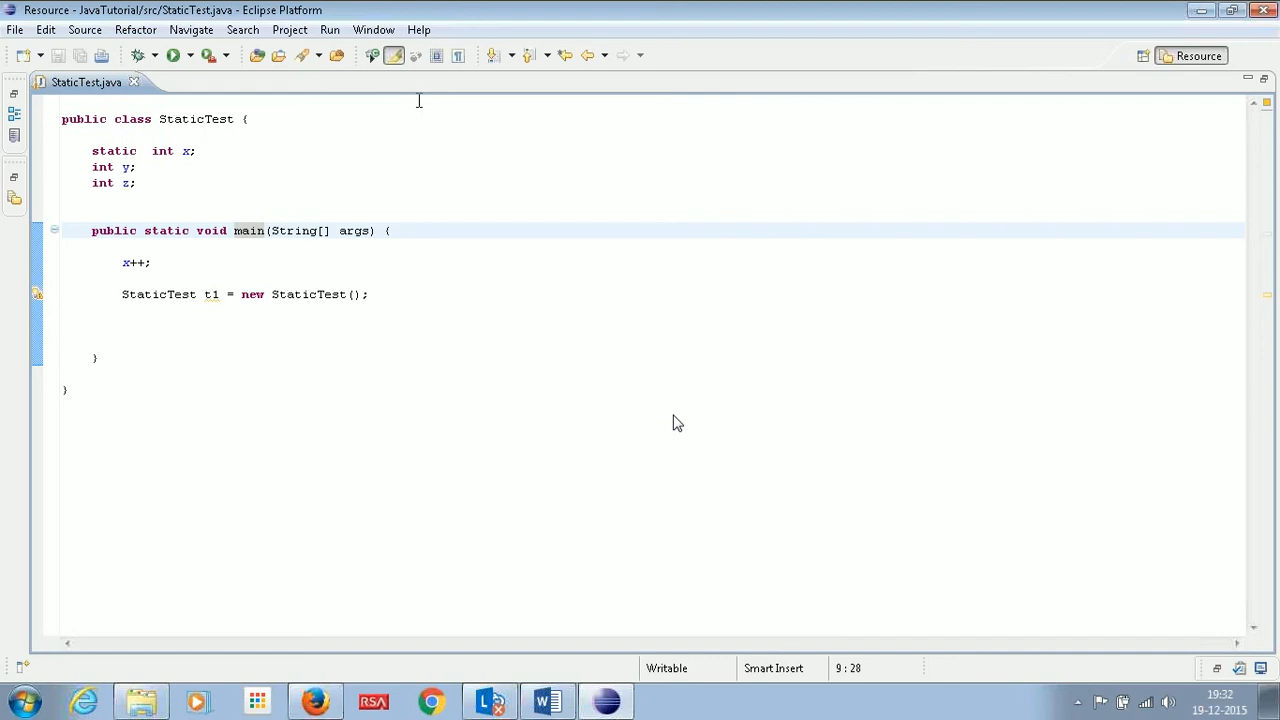 Resource - JavaTutorial/src/StaticTest.java - Eclipse Platform
File Edit Source Refactor Navigate Search Project Run Window Help
Resource
StaticTest.java
public class StaticTest {
static  int x;
int y;
int z;
public static void main(String[] args) {
x++;
StaticTest t1 = new StaticTest();
}
}
Writable Smart Insert 9 : 28
RSA
19:32
19-12-2015